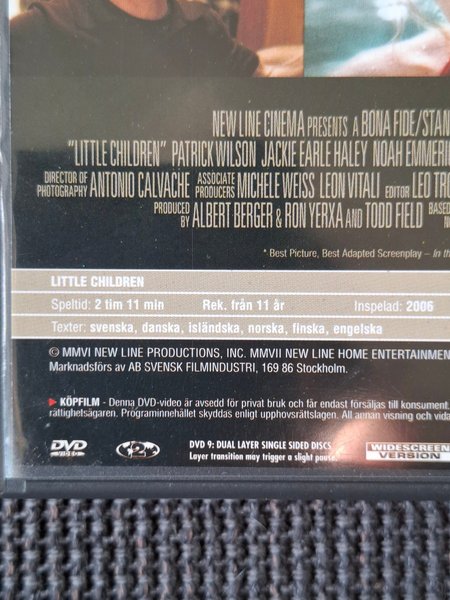 NEW LINE CINEMA PRESENTS A BONA FIDE/STAN
"LITTLE CHILDREN" PATRICK WILSON JACKIE EARLE HALEY NOAH EMMERI
DIRECTOR OF PHOTOGRAPHY ANTONIO CALVACHE ASSOCIATE PRODUCERS MICHELE WEISS LEON VITALI EDITOR LEO TRO
PRODUCED BY ALBERT BERGER & RON YERXA AND TODD FIELD BASED
* Best Picture, Best Adapted Screenplay – In the
LITTLE CHILDREN
Speltid: 2 tim 11 min Rek. från 11 år Inspelad: 2006
Texter: svenska, danska, isländska, norska, finska, engelska
© MMVI NEW LINE PRODUCTIONS, INC. MMVII NEW LINE HOME ENTERTAINMEN
Marknadsförs av AB SVENSK FILMINDUSTRI, 169 86 Stockholm.
KÖPFILM - Denna DVD-video är avsedd för privat bruk och får endast försäljas till konsument.
rättighetsägaren. Programinnehållet skyddas enligt upphovsrättslagen. All annan visning och vida
DVD VIDEO 2 DVD 9: DUAL LAYER SINGLE SIDED DISCS WIDESCREEN
Layer transition may trigger a slight pause. VERSION